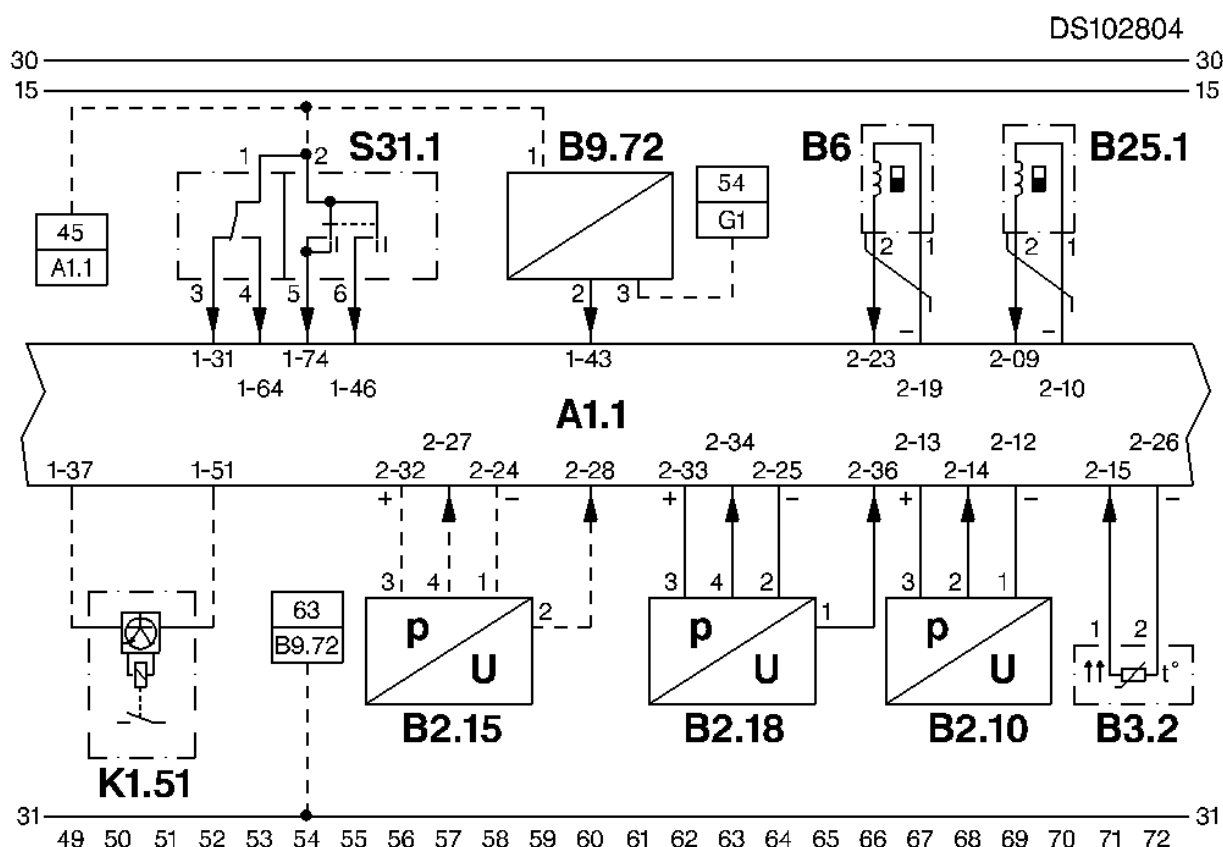 DS102804
30 30
15 15
1 2 S31.1 1 B9.72 B6 B25.1
54
G1
45
A1.1
2 1 2 1
3 4 5 6 2 3
– –
1-31 1-74 1-43 2-23 2-09
1-64 1-46 2-19 2-10
A1.1
2-27 2-34 2-13 2-12 2-26
1-37 1-51 2-32 2-24 2-28 2-33 2-25 2-36 2-14 2-15
+ – + – + – –
3 4 1 3 4 2 3 2 1
63
B9.72
2 1
1 2
p U p U p U
t°
B2.15 B2.18 B2.10 B3.2
K1.51
31 31
49 50 51 52 53 54 55 56 57 58 59 60 61 62 63 64 65 66 67 68 69 70 71 72